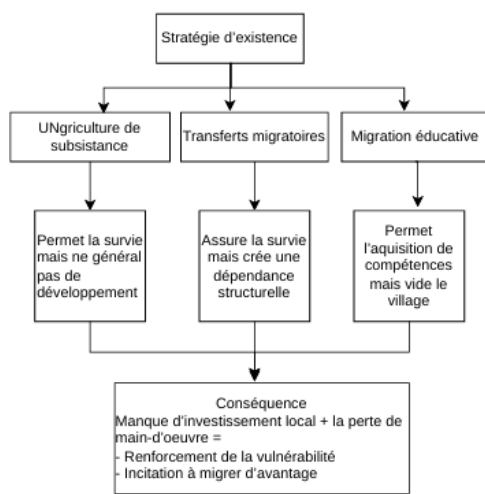 Stratégie d'existence
UNgriculture de
subsistance
Transferts migratoires
Migration éducative
Permet la survie
mais ne général
pas de
développement
Assure la survie
mais crée une
dépendance
structurelle
Permet
l'aquisition de
compétences
mais vide le
village
Conséquence
Manque d'investissement local + la perte de
main-d'oeuvre =
- Renforcement de la vulnérabilité
- Incitation à migrer d'avantage